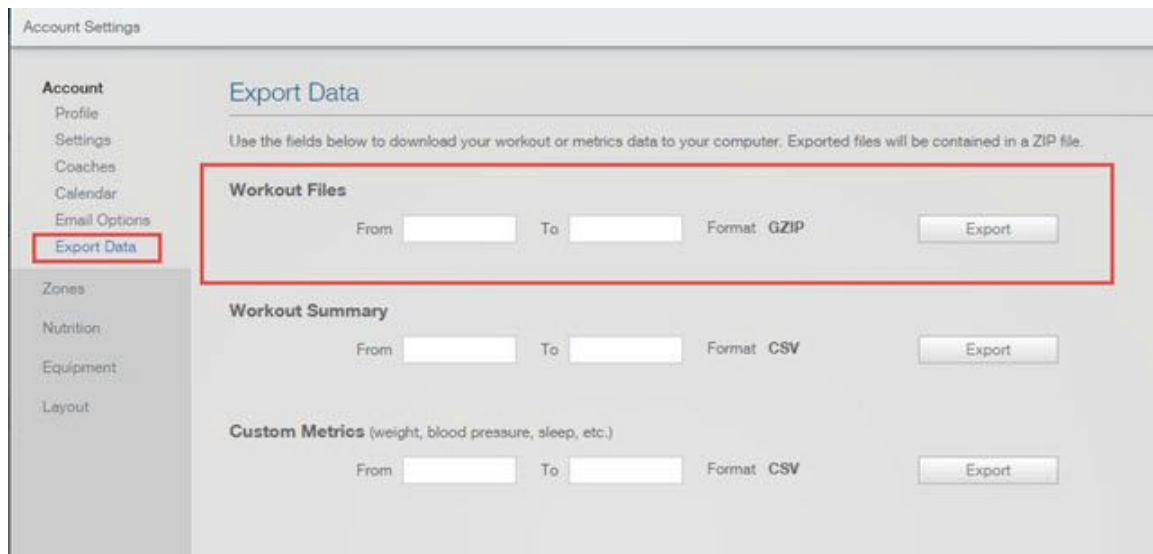 Account Settings
Account
Profile
Settings
Coaches
Calendar
Email Options
Export Data
Zones
Nutrition
Equipment
Layout
Export Data
Use the fields below to download your workout or metrics data to your computer. Exported files will be contained in a ZIP file.
Workout Files
From To Format GZIP Export
Workout Summary
From To Format CSV Export
Custom Metrics (weight, blood pressure, sleep, etc.)
From To Format CSV Export